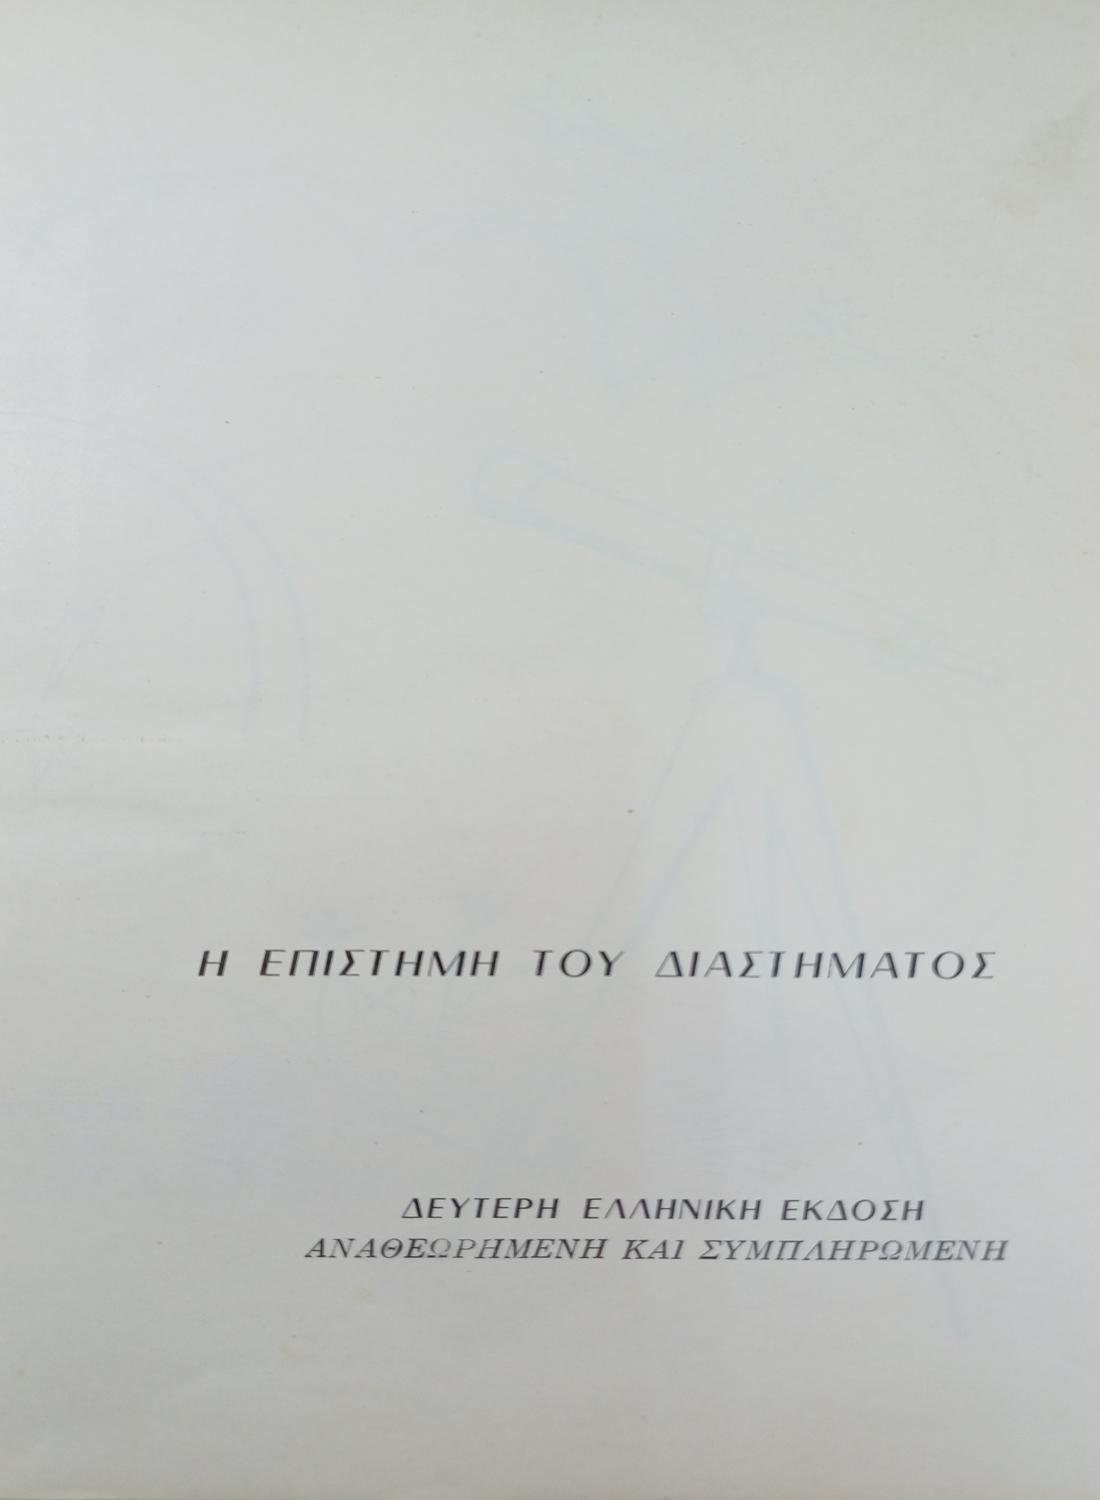 Η ΕΠΙΣΤΗΜΗ ΤΟΥ ΔΙΑΣΤΗΜΑΤΟΣ
ΔΕΥΤΕΡΗ ΕΛΛΗΝΙΚΗ ΕΚΔΟΣΗ
ΑΝΑΘΕΩΡΗΜΕΝΗ ΚΑΙ ΣΥΜΠΛΗΡΩΜΕΝΗ